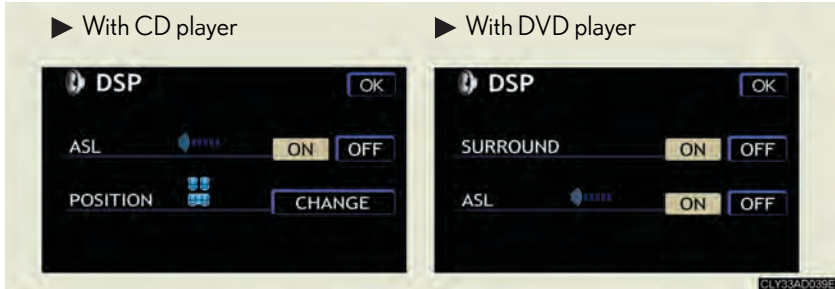 ▶ With CD player
DSP
OK
ASL
ON OFF
POSITION
CHANGE
▶ With DVD player
DSP
OK
SURROUND
ON OFF
ASL
ON OFF
CLY33AD039E